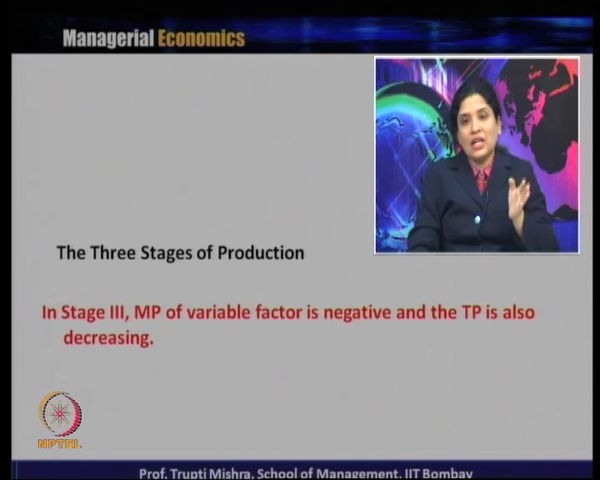 Managerial Economics
The Three Stages of Production
In Stage III, MP of variable factor is negative and the TP is also
decreasing.
NPTEL
Prof. Trupti Mishra, School of Management, IIT Bombay